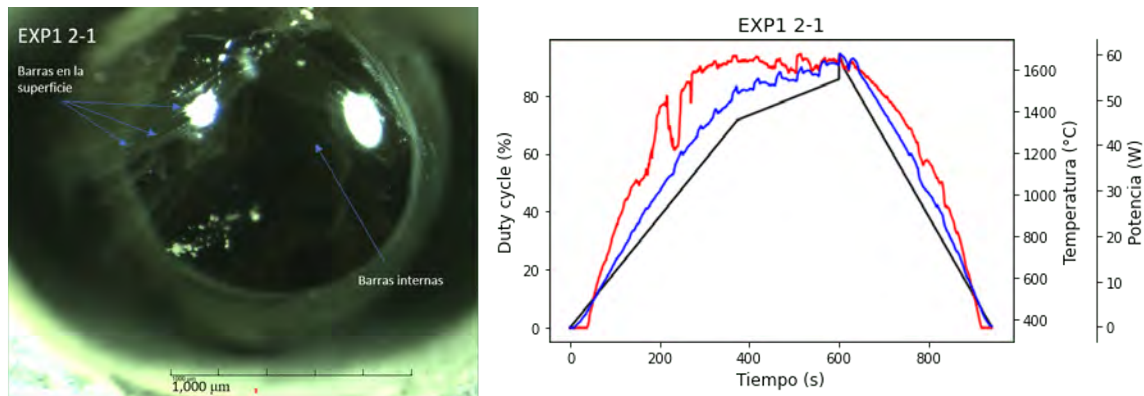 EXP1 2-1
Barras en la
superficie
Barras internas
1,000 μm
EXP1 2-1
Duty cycle (%)
80
60
40
20
0
0
200
400
600
800
Tiempo (s)
1600
1400
1200
1000
800
600
400
Temperatura (°C)
60
50
40
30
20
10
0
Potencia (W)